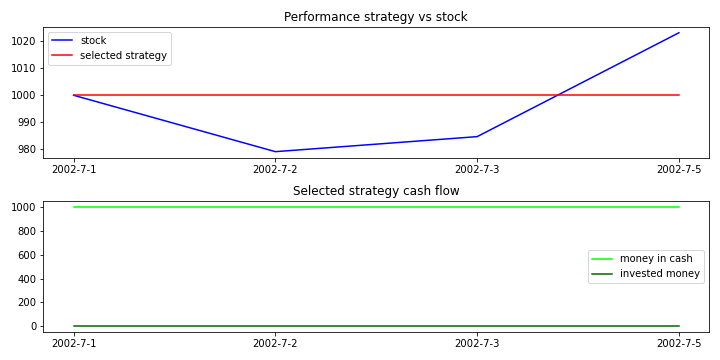 Performance strategy vs stock
1020
1010
1000
990
980
stock
selected strategy
2002-7-1 2002-7-2 2002-7-3 2002-7-5
Selected strategy cash flow
1000
800
600
400
200
0
money in cash
invested money
2002-7-1 2002-7-2 2002-7-3 2002-7-5